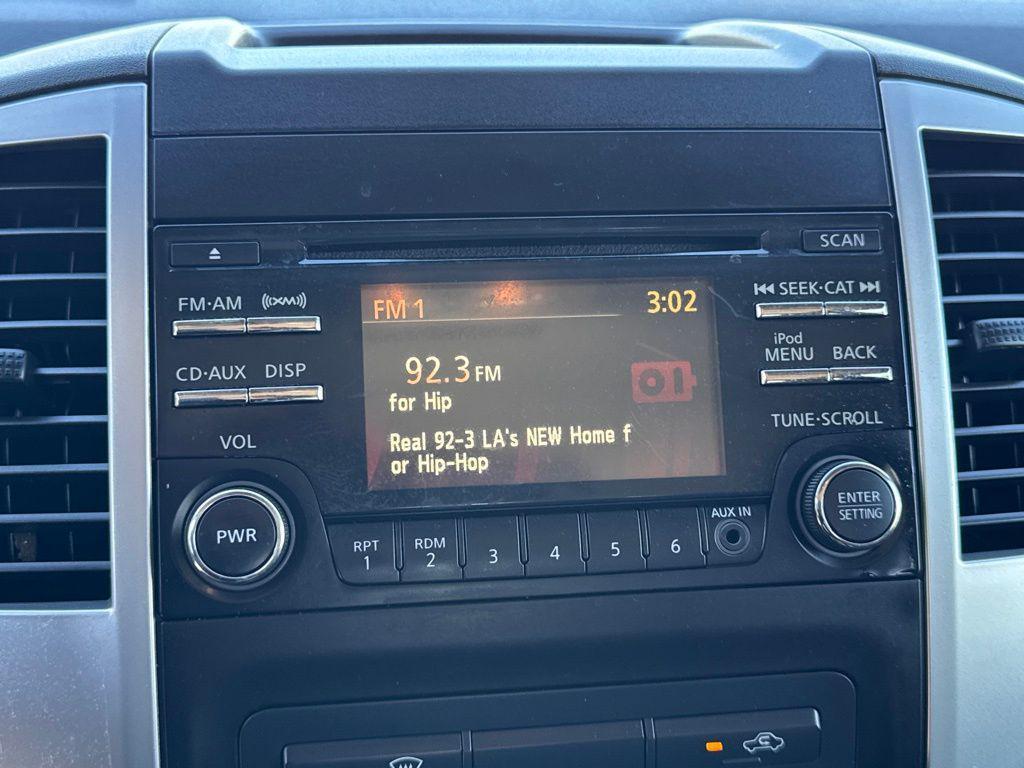 SCAN
FM·AM
((XM))
SEEK·CAT
FM 1
3:02
iPod
MENU
BACK
CD·AUX
DISP
92.3 FM
for Hip
01
TUNE·SCROLL
VOL
Real 92-3 LA's NEW Home f
or Hip-Hop
PWR
ENTER
SETTING
AUX IN
RPT
1
RDM
2
3
4
5
6